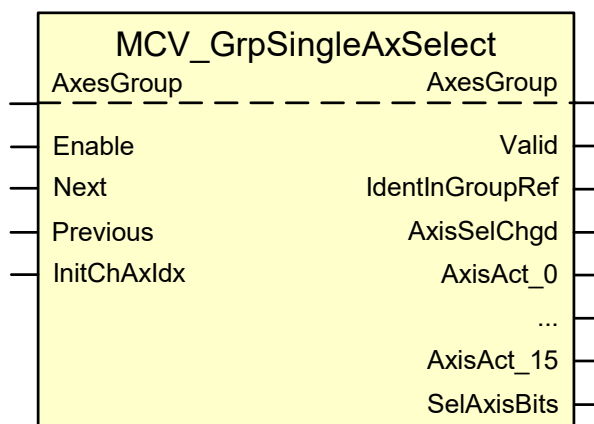 MCV_GrpSingleAxSelect
AxesGroup AxesGroup
Enable Valid
Next IdentInGroupRef
Previous AxisSelChgd
InitChAxIdx AxisAct_0
...
AxisAct_15
SelAxisBits